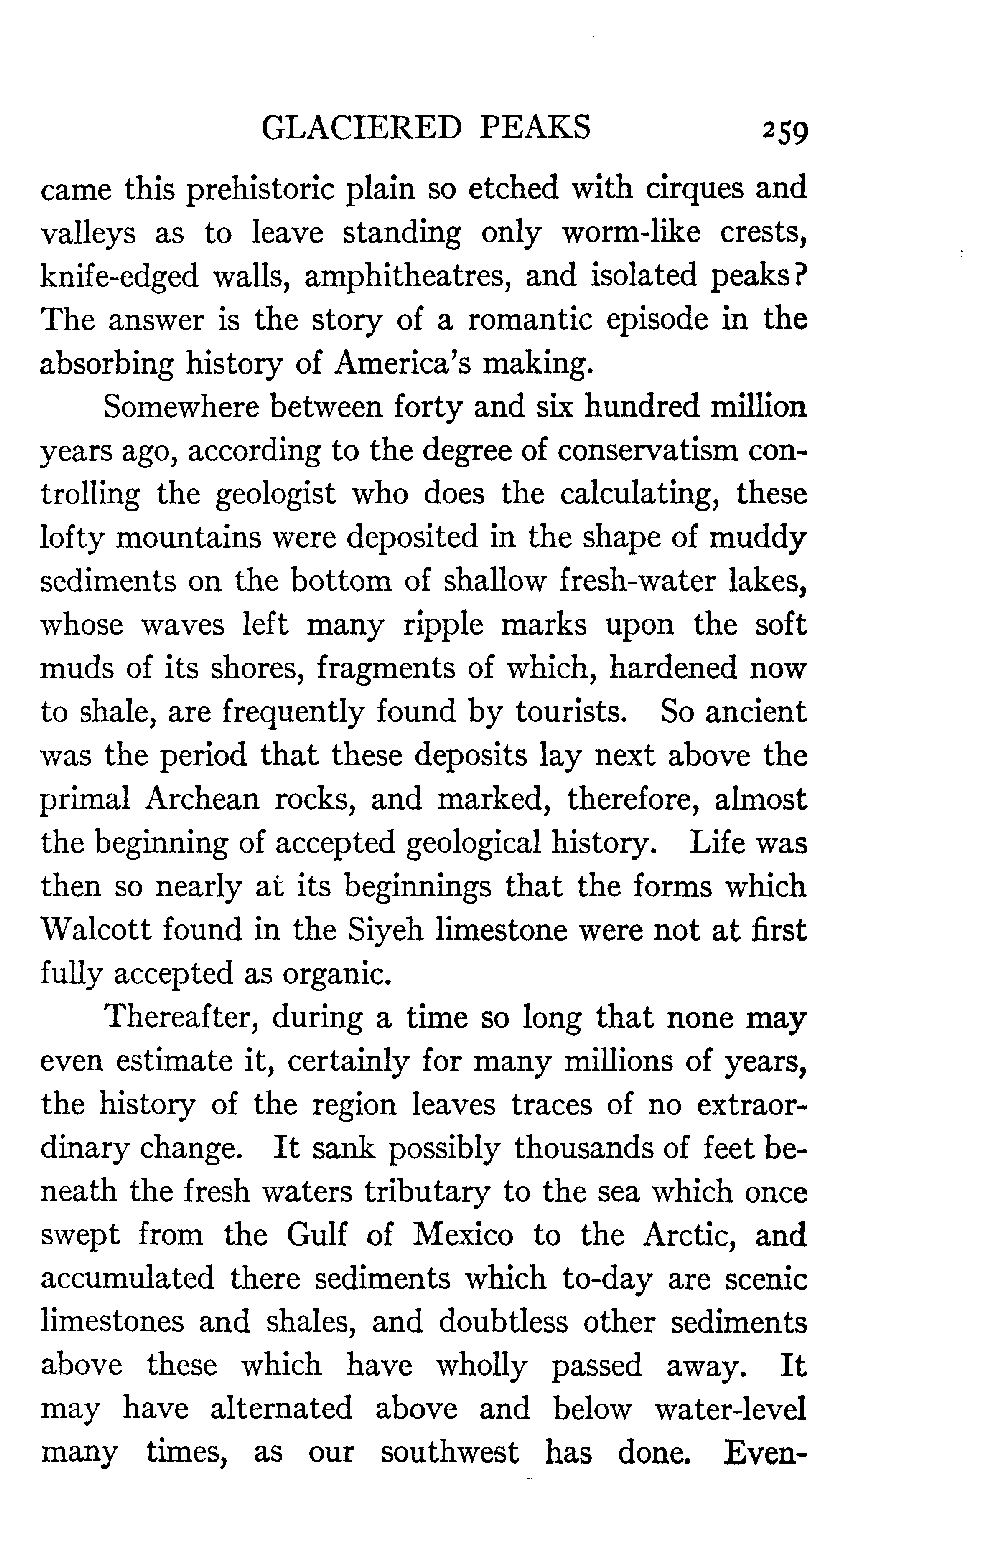 GLACIERED PEAKS 259
came this prehistoric plain so etched with cirques and
valleys as to leave standing only worm-like crests,
knife-edged walls, amphitheatres, and isolated peaks?
The answer is the story of a romantic episode in the
absorbing history of America's making.
Somewhere between forty and six hundred million
years ago, according to the degree of conservatism con-
trolling the geologist who does the calculating, these
lofty mountains were deposited in the shape of muddy
sediments on the bottom of shallow fresh-water lakes,
whose waves left many ripple marks upon the soft
muds of its shores, fragments of which, hardened now
to shale, are frequently found by tourists. So ancient
was the period that these deposits lay next above the
primal Archean rocks, and marked, therefore, almost
the beginning of accepted geological history. Life was
then so nearly at its beginnings that the forms which
Walcott found in the Siyeh limestone were not at first
fully accepted as organic.
Thereafter, during a time so long that none may
even estimate it, certainly for many millions of years,
the history of the region leaves traces of no extraor-
dinary change. It sank possibly thousands of feet be-
neath the fresh waters tributary to the sea which once
swept from the Gulf of Mexico to the Arctic, and
accumulated there sediments which to-day are scenic
limestones and shales, and doubtless other sediments
above these which have wholly passed away. It
may have alternated above and below water-level
many times, as our southwest has done. Even-